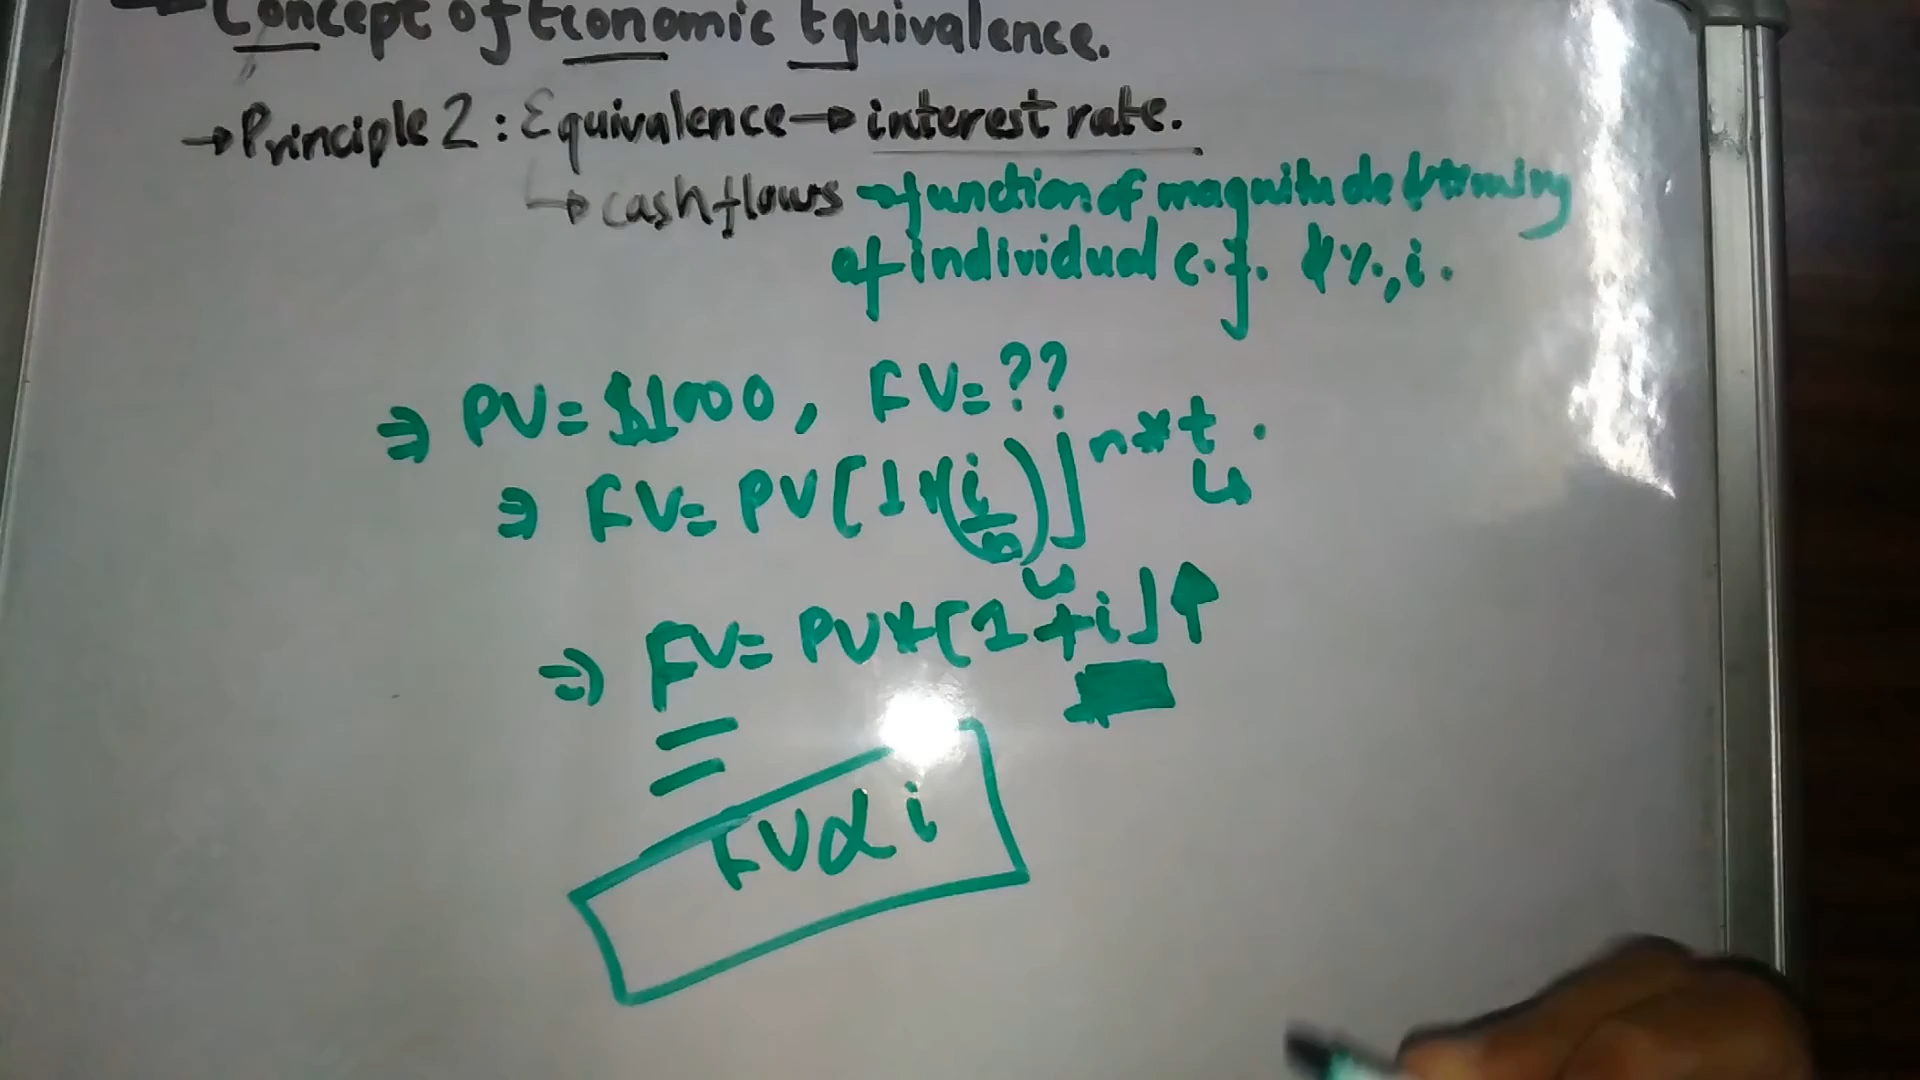 Concept of Economic Equivalence.
→ Principle 2 : Equivalence → interest rate.
↳ cashflows → function of magnitude & timing
of individual c.f. & %, i.
⇒ PV = $1000, FV = ??
⇒ FV = PV [1 + (i/n)]^n*t.
⇒ FV = PV * [1 + i] ↑
FV ∝ i